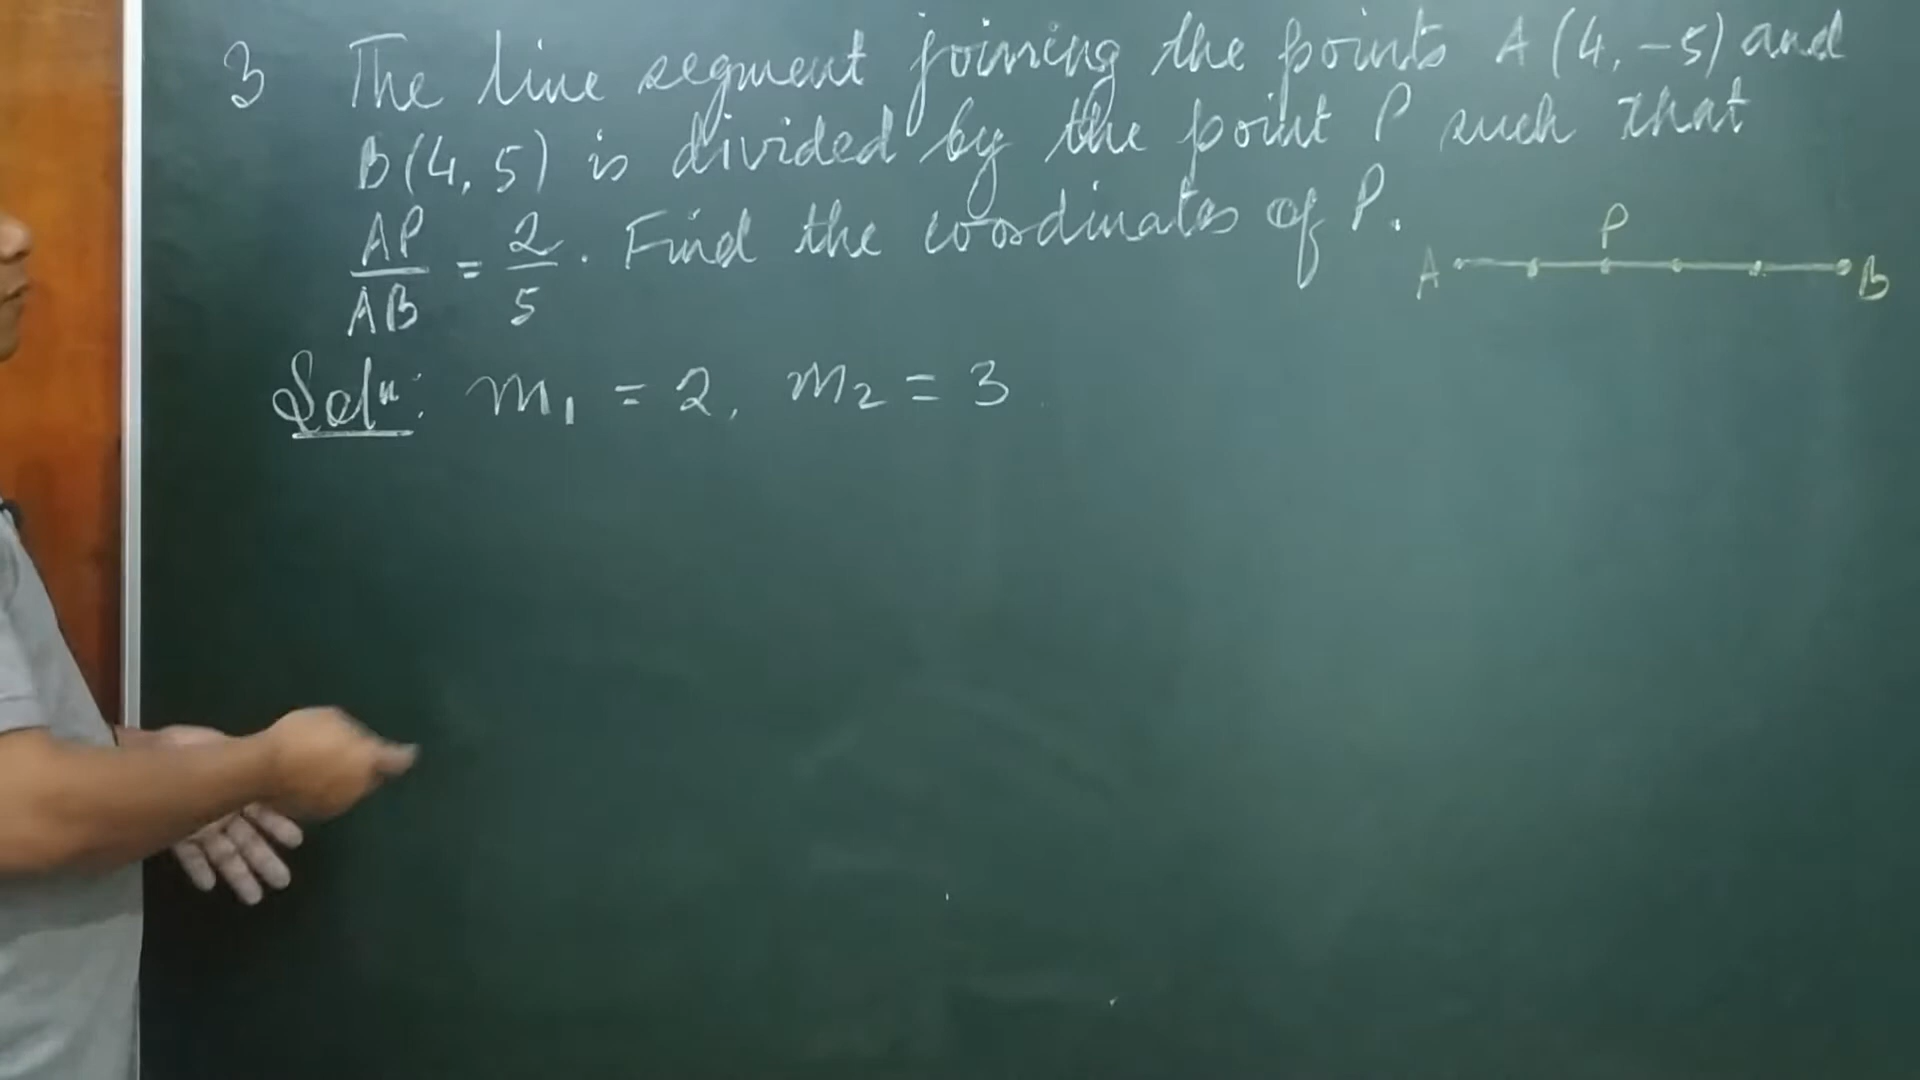 3 The line segment joining the points A (4, -5) and
B(4, 5) is divided by the point P such that
AP/AB = 2/5. Find the coordinates of P.
P
A B
Solⁿ: m₁ = 2, m₂ = 3